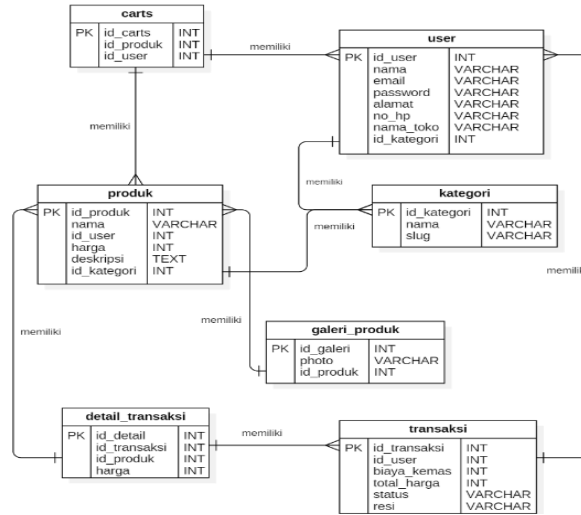 carts
PK id_carts INT
id_produk INT
id_user INT
memiliki
user
PK id_user INT
nama VARCHAR
email VARCHAR
password VARCHAR
alamat VARCHAR
no_hp VARCHAR
nama_toko VARCHAR
id_kategori INT
memiliki
memiliki
produk
PK id_produk INT
nama VARCHAR
id_user INT
harga INT
deskripsi TEXT
id_kategori INT
kategori
PK id_kategori INT
nama VARCHAR
slug VARCHAR
memiliki
memiliki
memiliki
memiliki
galeri_produk
PK id_galeri INT
photo VARCHAR
id_produk INT
detail_transaksi
PK id_detail INT
id_transaksi INT
id_produk INT
harga INT
memiliki
transaksi
PK id_transaksi INT
id_user INT
biaya_kemas INT
total_harga INT
status VARCHAR
resi VARCHAR